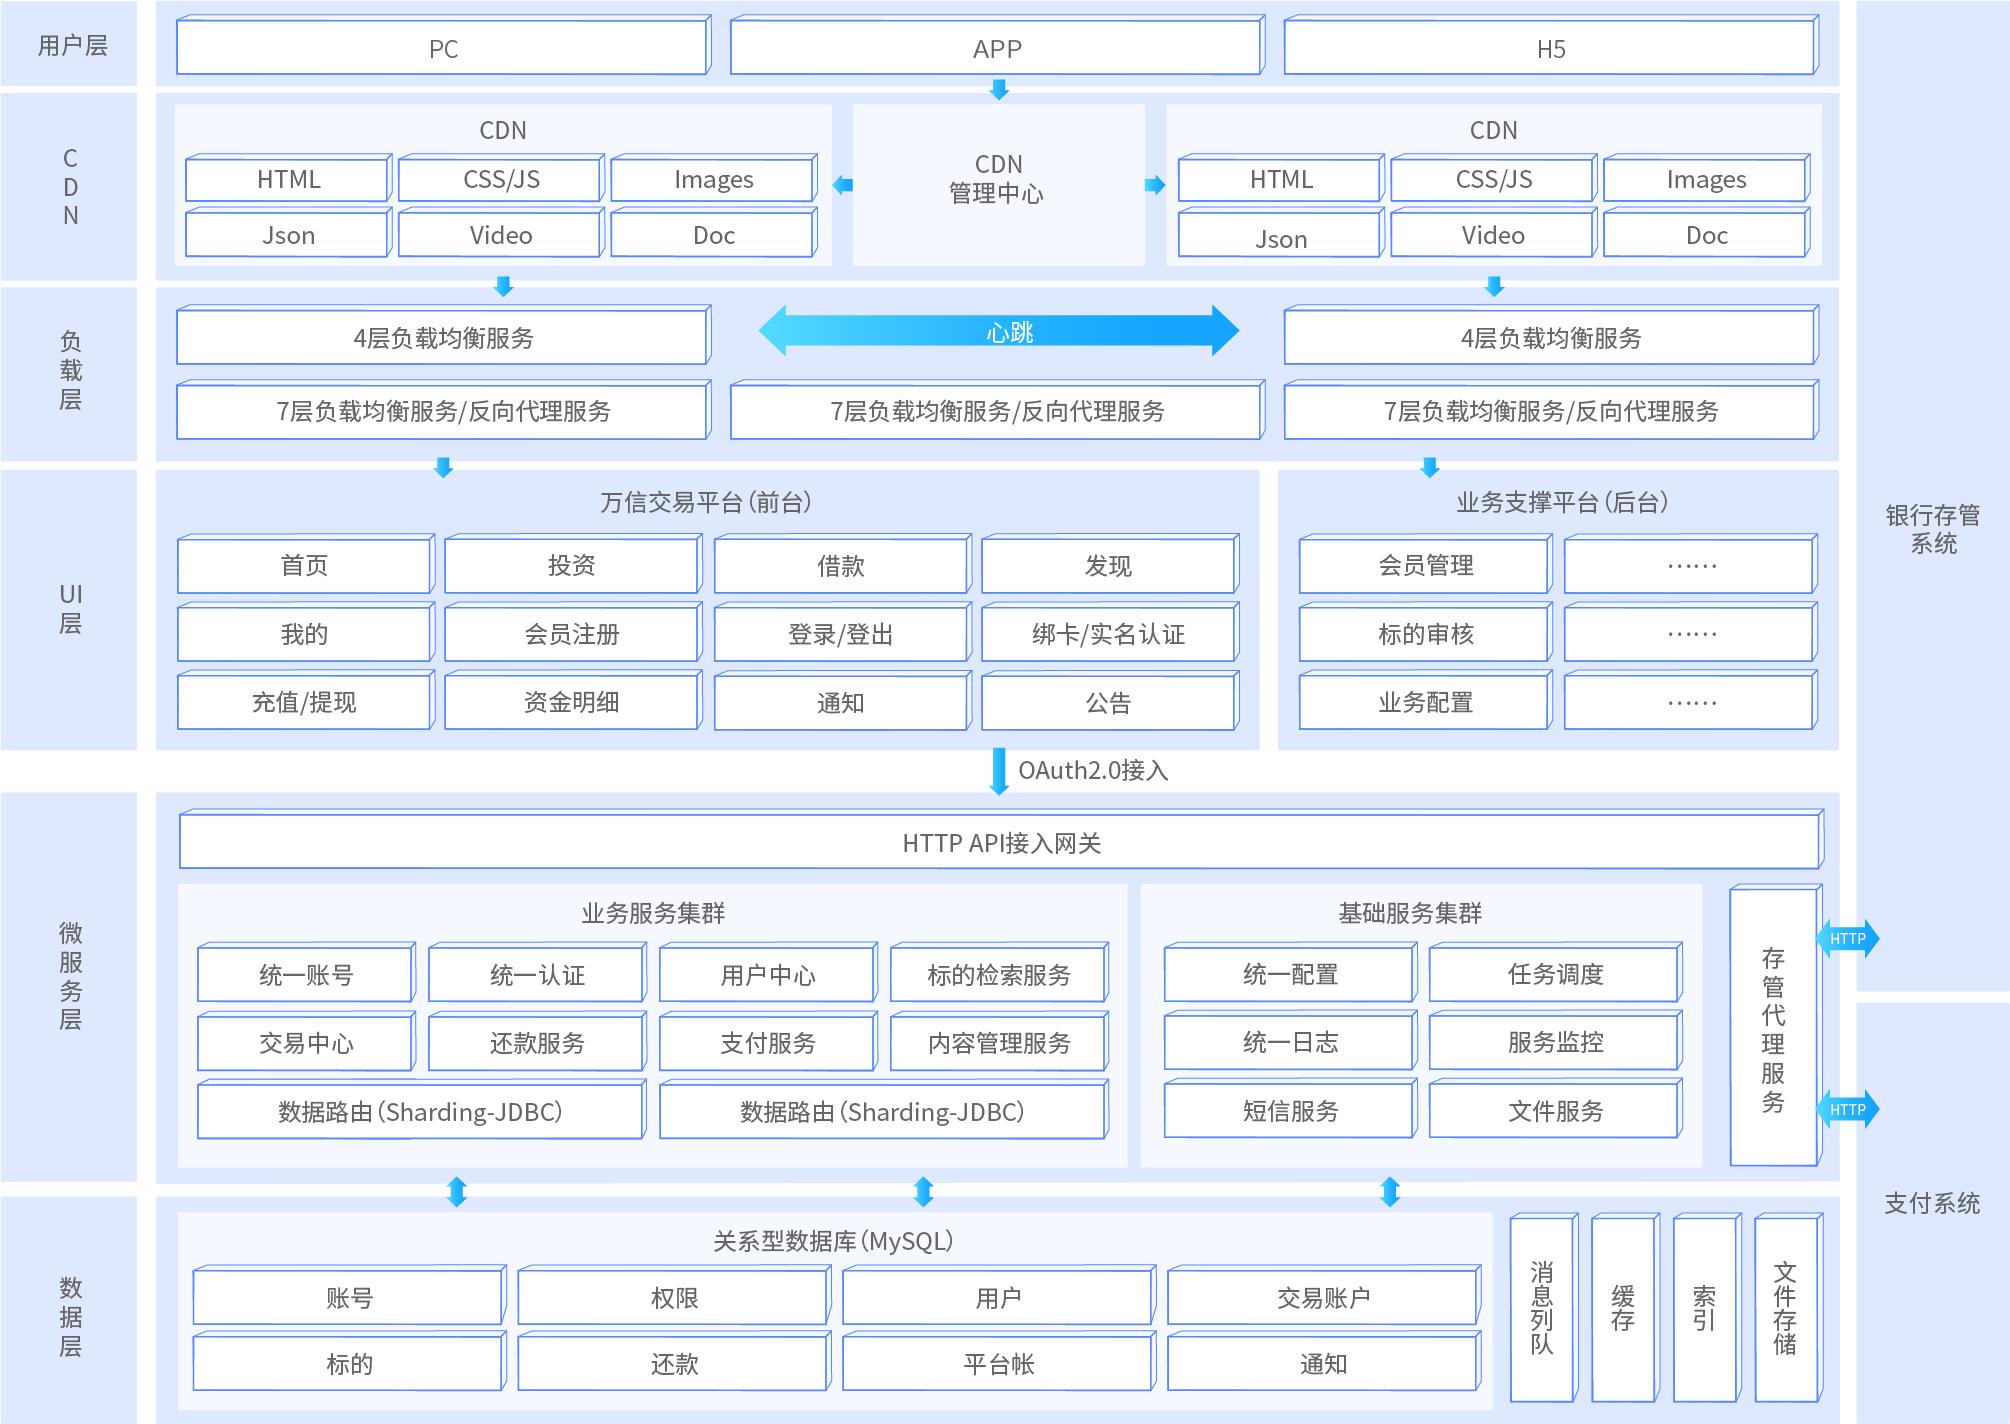 用户层
PC
APP
H5
C
D
N
CDN
HTML
CSS/JS
Images
Json
Video
Doc
CDN
管理中心
CDN
HTML
CSS/JS
Images
Json
Video
Doc
负
载
层
4层负载均衡服务
心跳
4层负载均衡服务
7层负载均衡服务/反向代理服务
7层负载均衡服务/反向代理服务
7层负载均衡服务/反向代理服务
UI
层
万信交易平台（前台）
首页
投资
借款
发现
我的
会员注册
登录/登出
绑卡/实名认证
充值/提现
资金明细
通知
公告
业务支撑平台（后台）
会员管理
……
标的审核
……
业务配置
……
OAuth2.0接入
微
服
务
层
HTTP API接入网关
业务服务集群
统一账号
统一认证
用户中心
标的检索服务
交易中心
还款服务
支付服务
内容管理服务
数据路由（Sharding-JDBC）
数据路由（Sharding-JDBC）
基础服务集群
统一配置
任务调度
统一日志
服务监控
短信服务
文件服务
存
管
代
理
服
务
HTTP
HTTP
数
据
层
关系型数据库（MySQL）
账号
权限
用户
交易账户
标的
还款
平台帐
通知
消
息
列
队
缓
存
索
引
文
件
存
储
银行存管
系统
支付系统